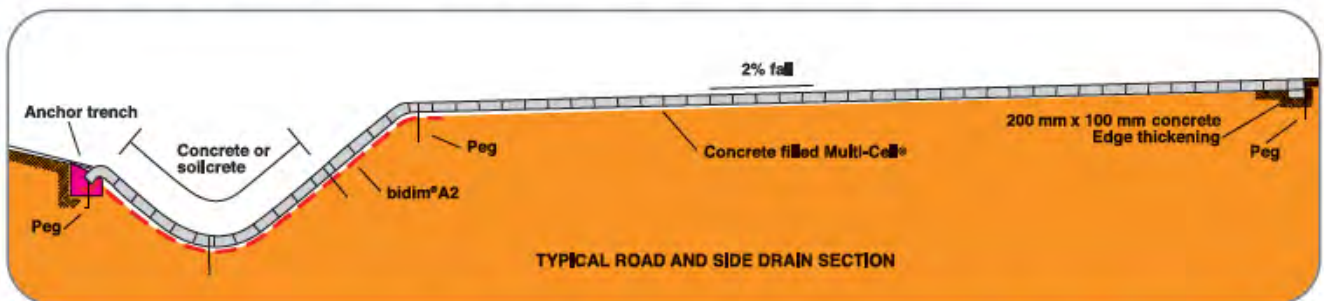 2% fall
Anchor trench
Concrete or
soilcrete
Peg
200 mm x 100 mm concrete
Edge thickening
Concrete filled Multi-Cell®
Peg
bidim®A2
Peg
TYPICAL ROAD AND SIDE DRAIN SECTION